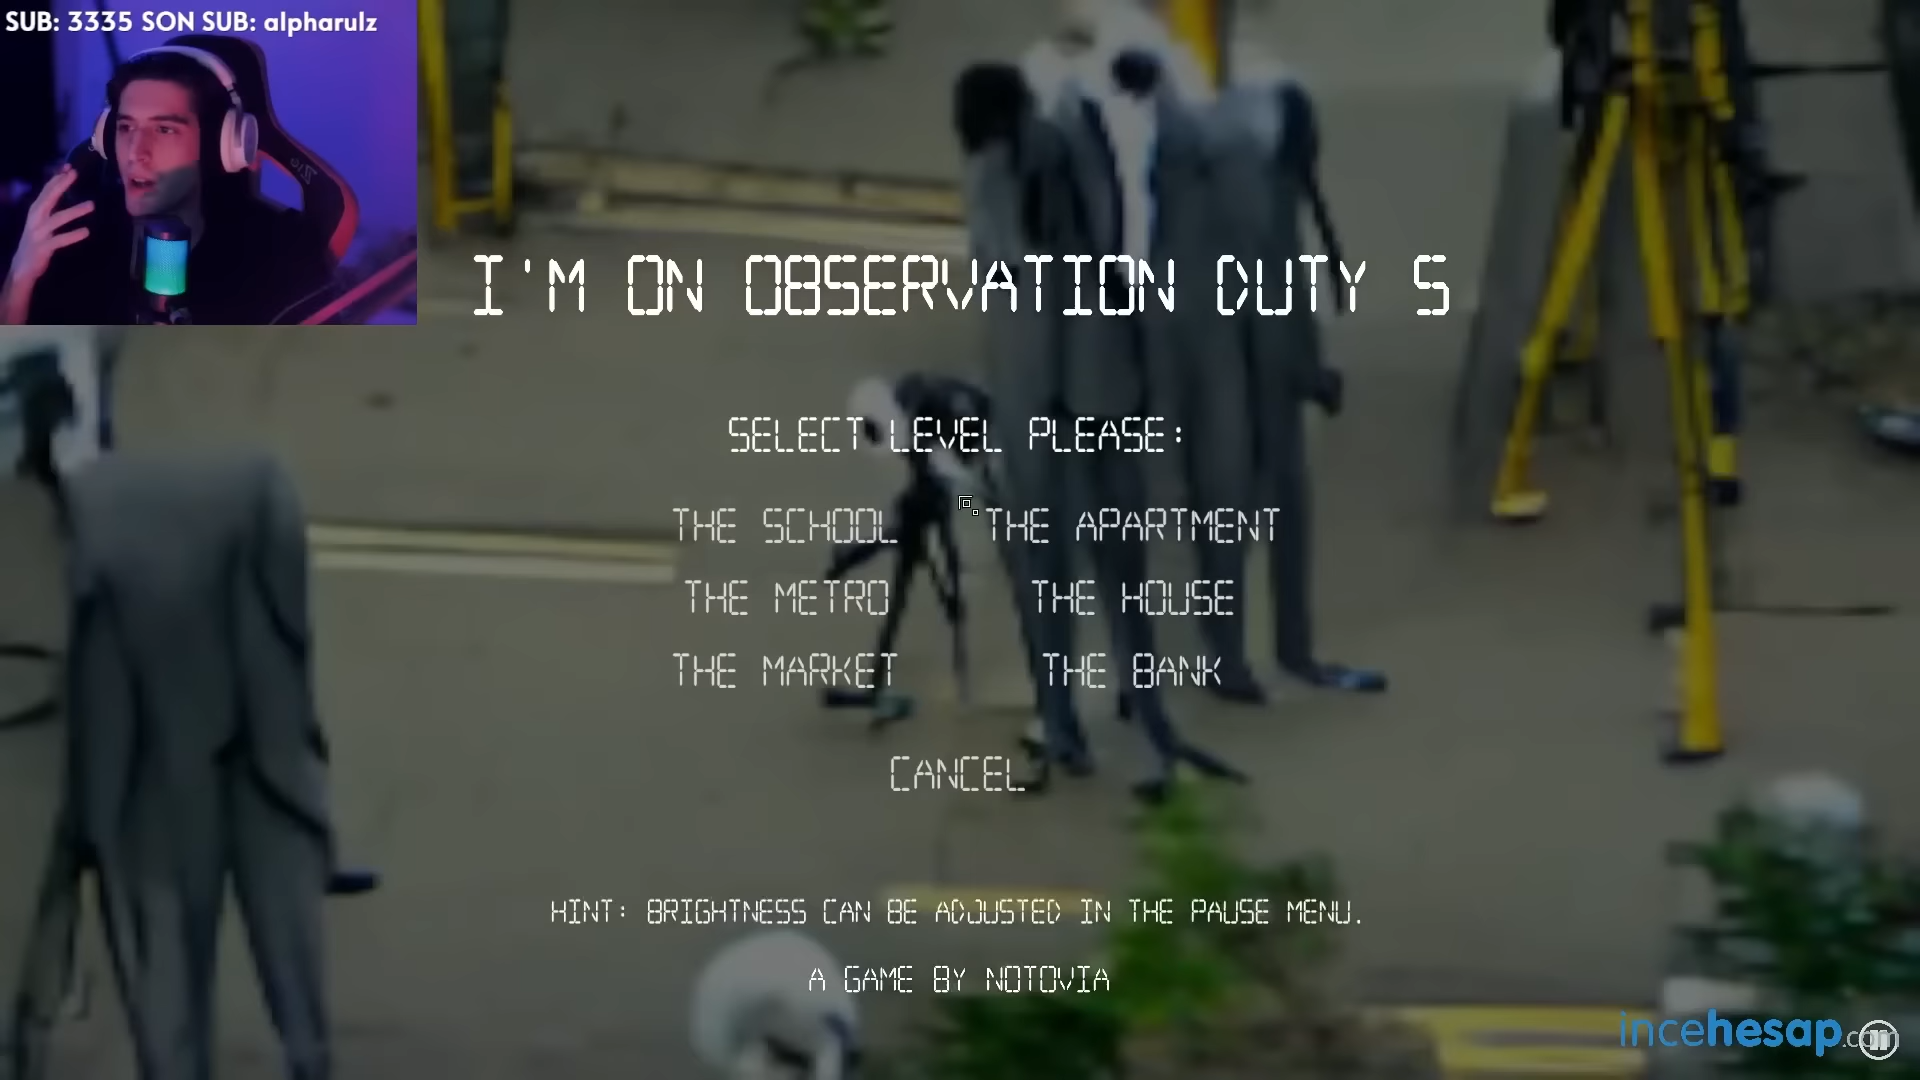 SUB: 3335 SON SUB: alpharulz
I'M ON OBSERVATION DUTY 5
SELECT LEVEL PLEASE:
THE SCHOOL THE APARTMENT
THE METRO THE HOUSE
THE MARKET THE BANK
CANCEL
HINT: BRIGHTNESS CAN BE ADJUSTED IN THE PAUSE MENU.
A GAME BY NOTOVIA
incehesap.com